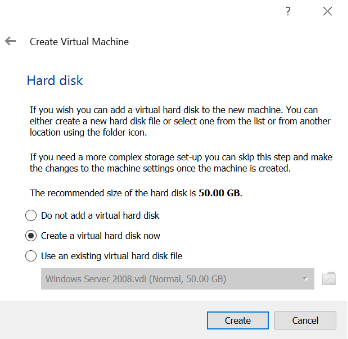 ?
Create Virtual Machine
Hard disk
If you wish you can add a virtual hard disk to the new machine. You can
either create a new hard disk file or select one from the list or from another
location using the folder icon.
If you need a more complex storage set-up you can skip this step and make
the changes to the machine settings once the machine is created.
The recommended size of the hard disk is 50.00 GB.
Do not add a virtual hard disk
Create a virtual hard disk now
Use an existing virtual hard disk file
Windows Server 2008.vdi (Normal, 50.00 GB)
Create Cancel